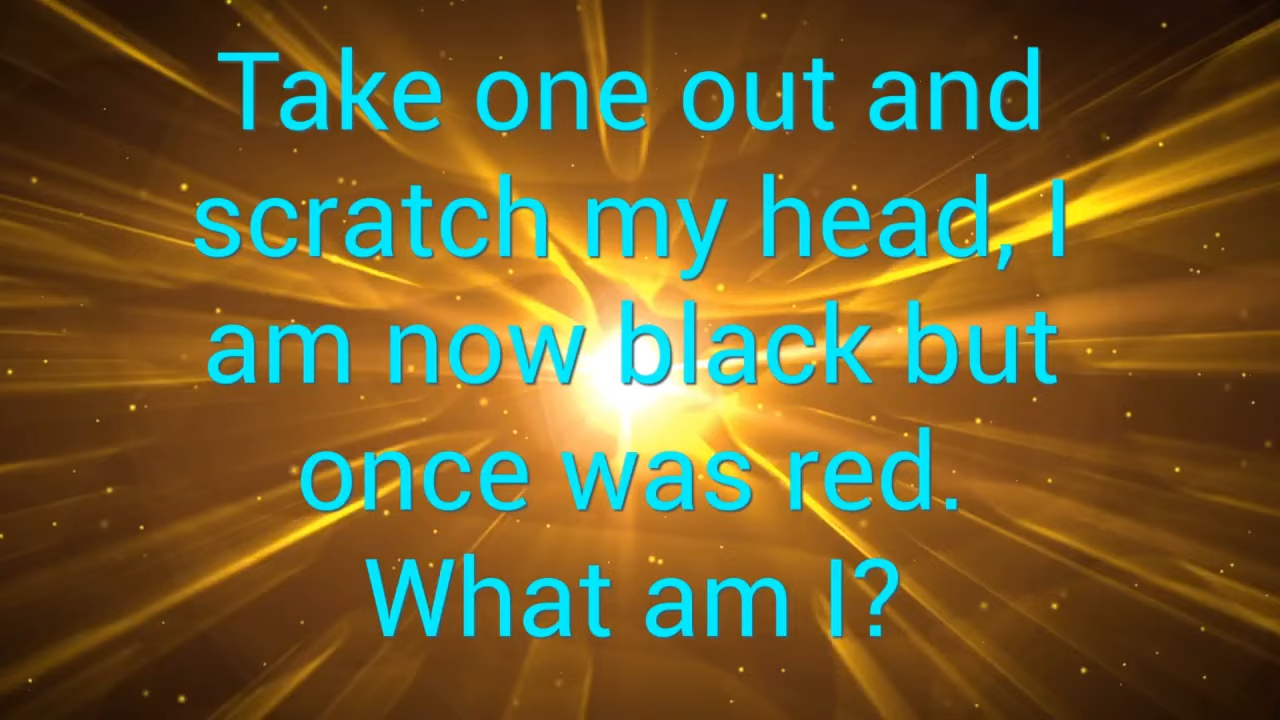 Take one out and
scratch my head, I
am now black but
once was red.
What am I?